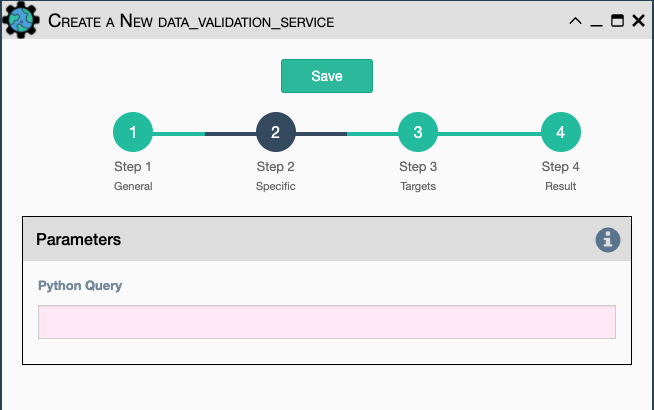 Create a New data_validation_service
Save
1 2 3 4
Step 1 Step 2 Step 3 Step 4
General Specific Targets Result
Parameters
Python Query